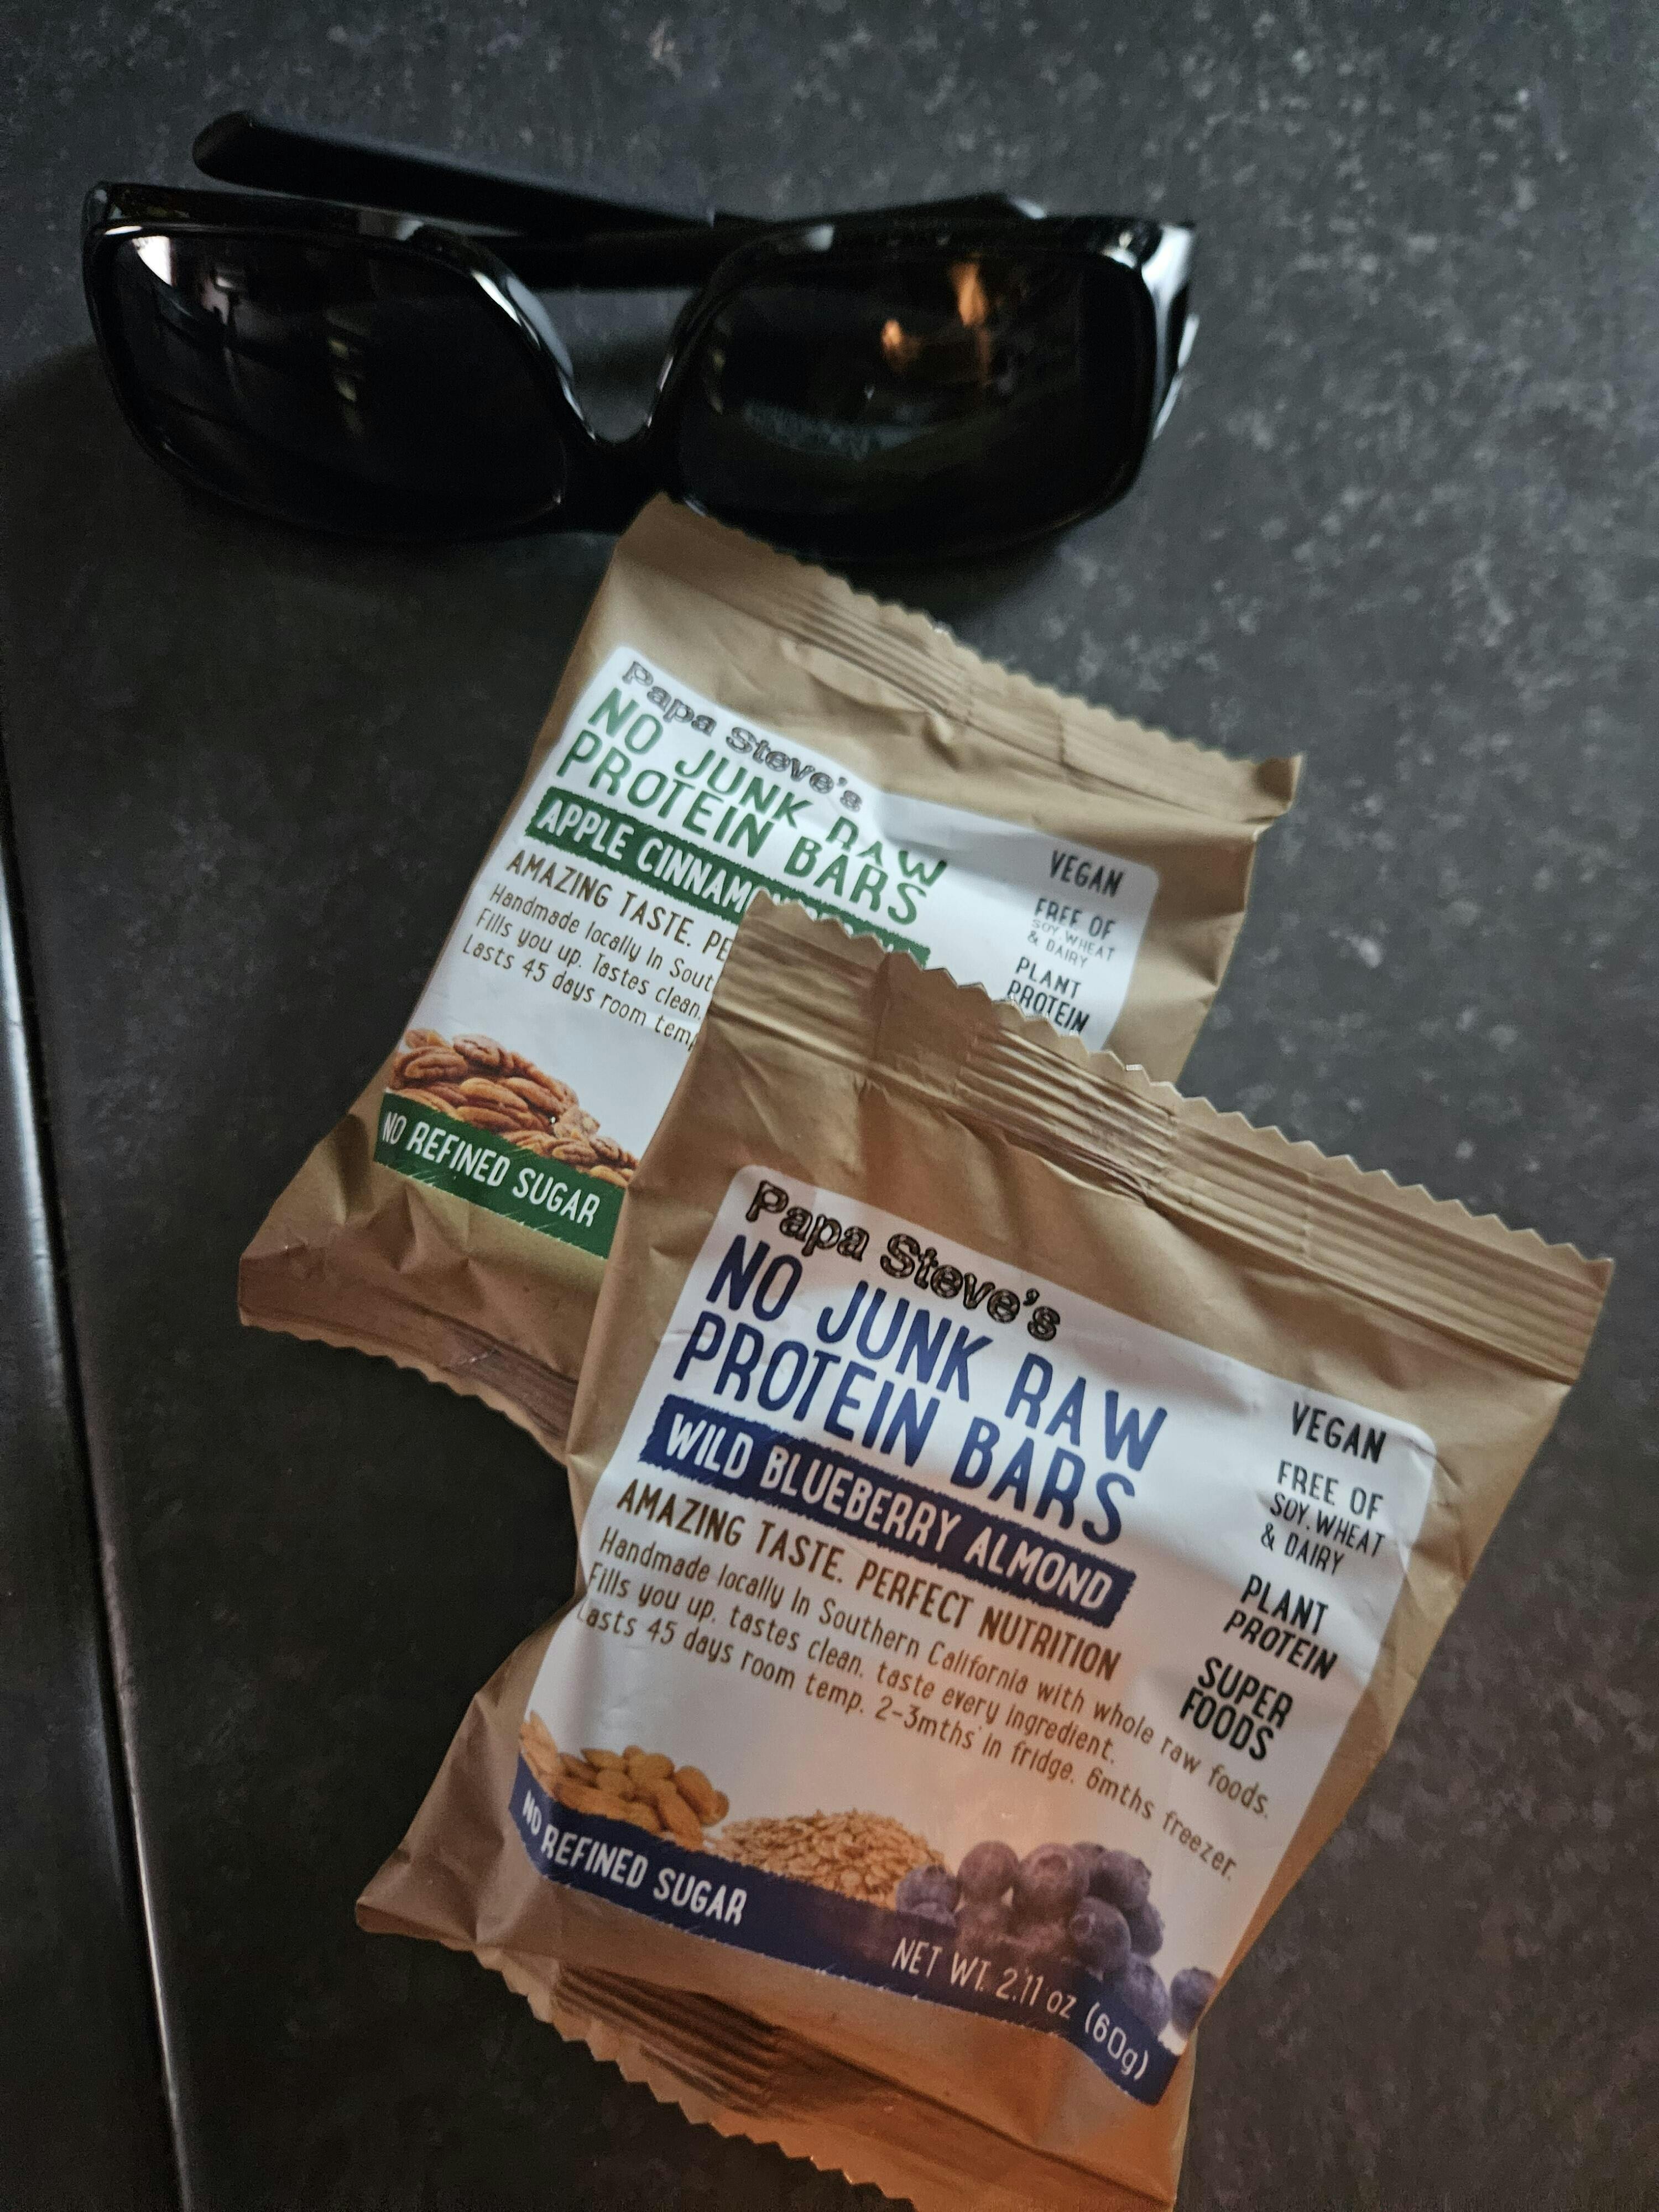 Papa Steve's
NO JUNK RAW
PROTEIN BARS
APPLE
AMAZING TASTE.
Handmade locally In
Fills you up. Tastes clean.
Lasts 45 days room
NO REFINED SUGAR
VEGAN
FREE OF
SOY, WHEAT
& DAIRY
PLANT
PROTEIN
Papa Steve's
NO JUNK RAW
PROTEIN BARS
WILD BLUEBERRY ALMOND
AMAZING TASTE. PERFECT NUTRITION
Handmade locally In Southern California with whole raw foods.
Fills you up. tastes clean. taste every ingredient.
Lasts 45 days room temp. 2-3mths in fridge. 6mths freezer.
NO REFINED SUGAR
NET WT. 2.11 oz (60g)
VEGAN
FREE OF
SOY, WHEAT
& DAIRY
PLANT
PROTEIN
SUPER
FOODS